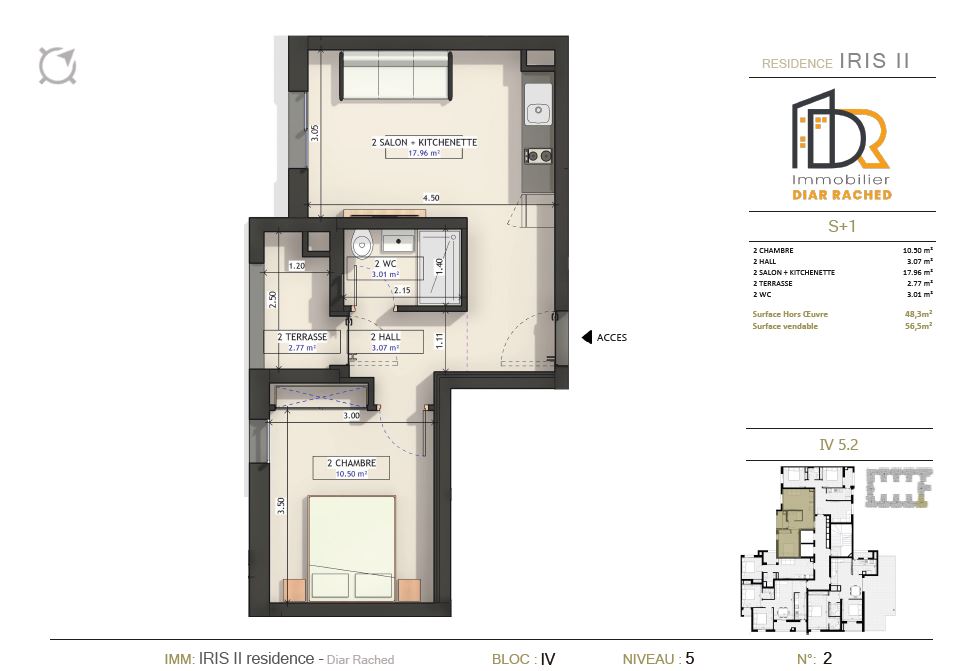 RESIDENCE IRIS II
DR
Immobilier
DIAR RACHED
S+1
2 CHAMBRE 10.50 m²
2 HALL 3.07 m²
2 SALON + KITCHENETTE 17.96 m²
2 TERRASSE 2.77 m²
2 WC 3.01 m²
Surface Hors Œuvre 48,3m²
Surface vendable 56,5m²
3.05
2 SALON + KITCHENETTE
17.96 m²
4.50
1.20
2 WC
3.01 m²
1.40
2.15
2.50
2 TERRASSE
2.77 m²
2 HALL
3.07 m²
1.11
ACCES
3.00
2 CHAMBRE
10.50 m²
3.50
IV 5.2
IMM: IRIS II residence - Diar Rached BLOC : IV NIVEAU : 5 N°: 2